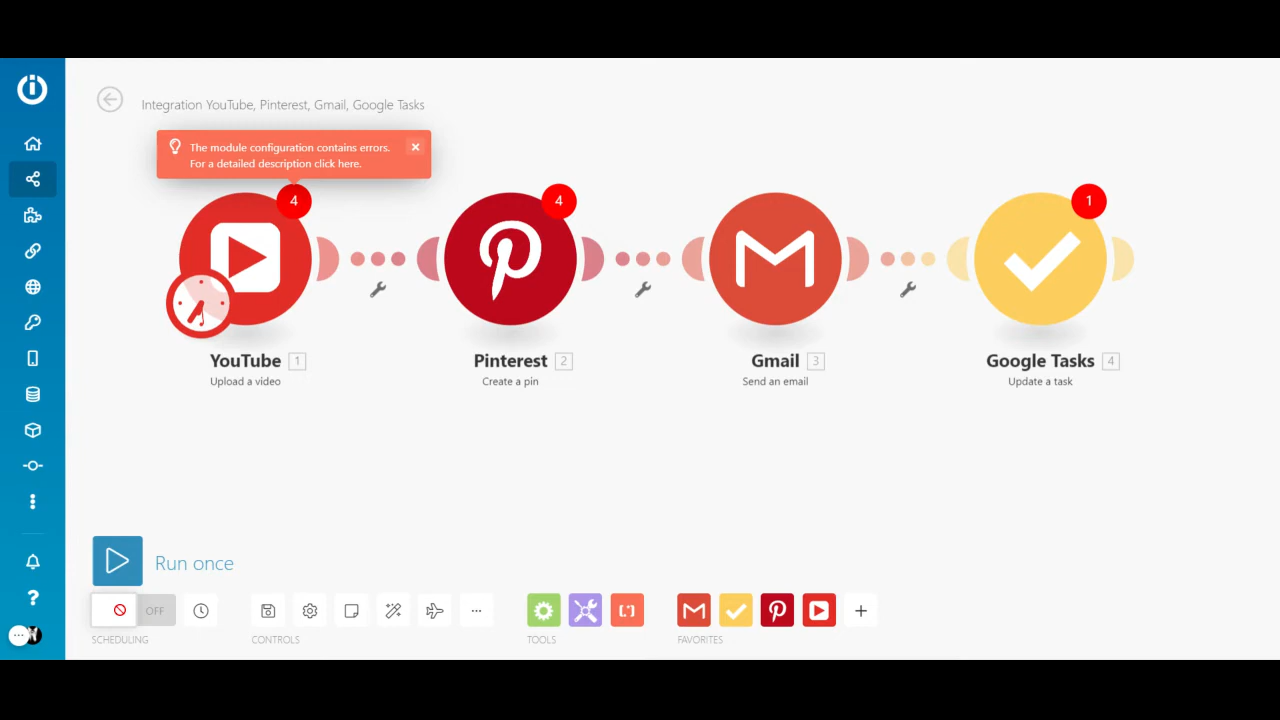 Integration YouTube, Pinterest, Gmail, Google Tasks
The module configuration contains errors.
For a detailed description click here.
4
4
1
YouTube 1
Upload a video
Pinterest 2
Create a pin
Gmail 3
Send an email
Google Tasks 4
Update a task
Run once
OFF
SCHEDULING
CONTROLS
TOOLS
FAVORITES